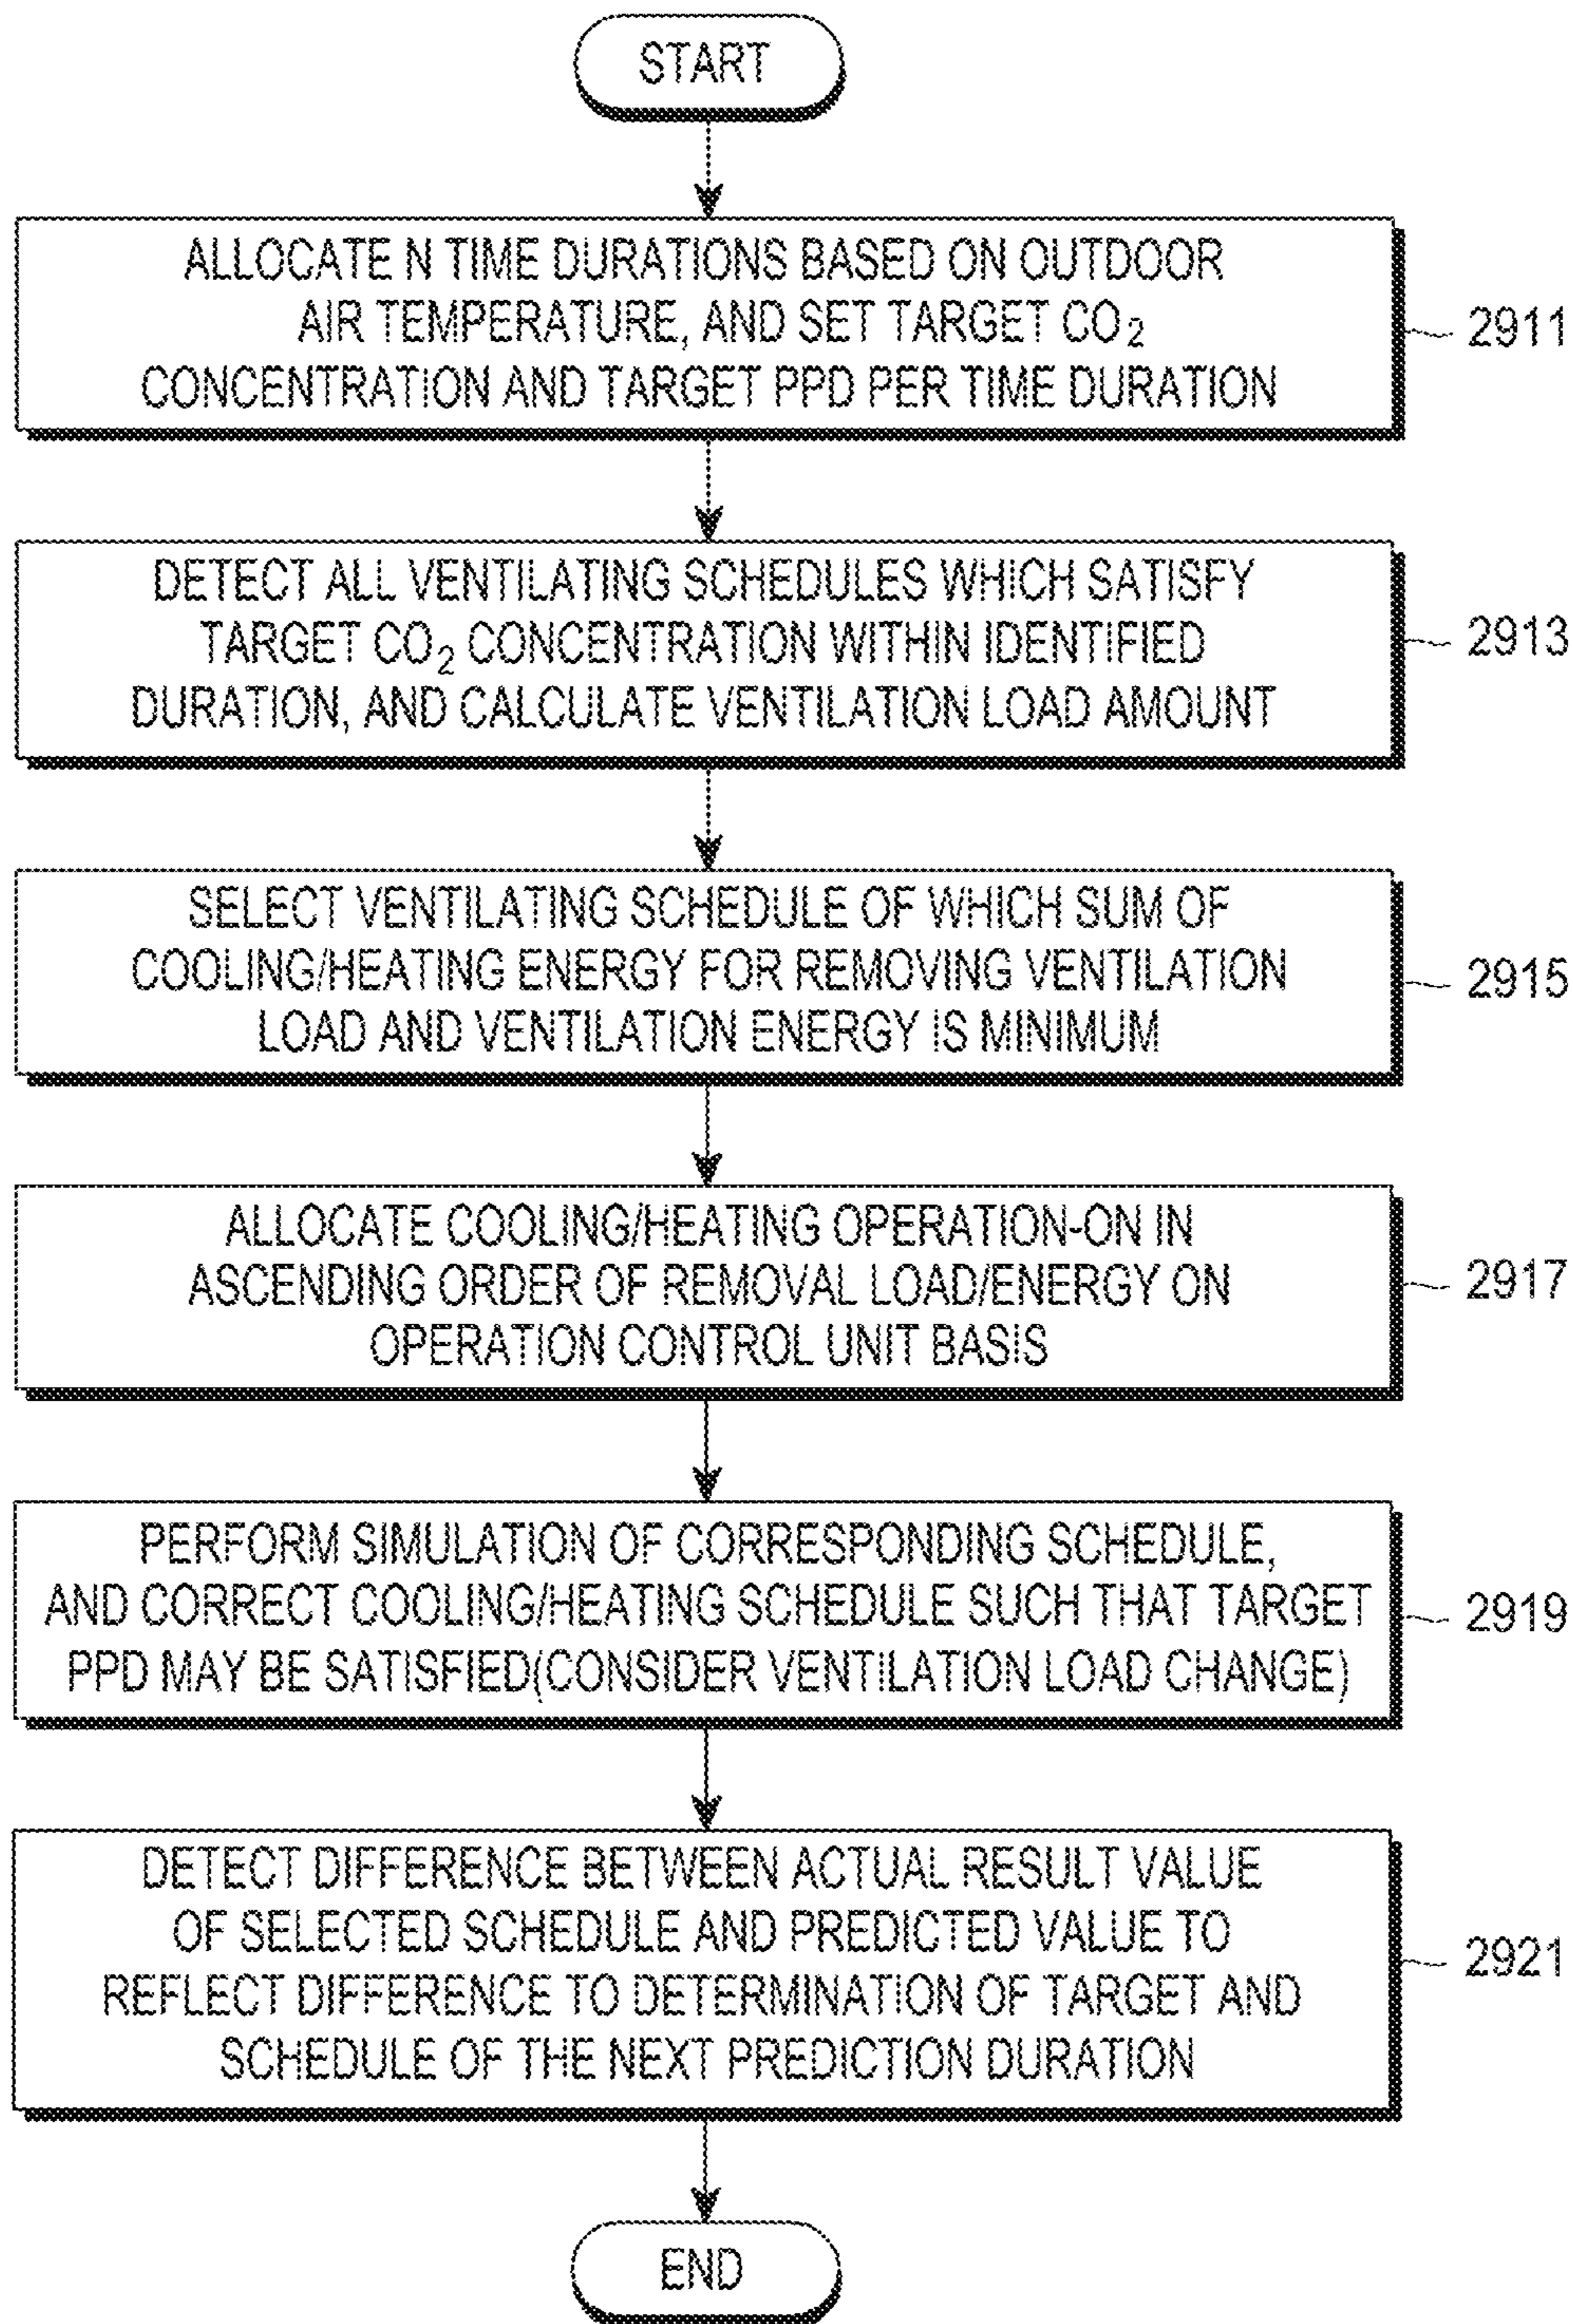 START
ALLOCATE N TIME DURATIONS BASED ON OUTDOOR
AIR TEMPERATURE, AND SET TARGET CO₂
CONCENTRATION AND TARGET PPD PER TIME DURATION
2911
DETECT ALL VENTILATING SCHEDULES WHICH SATISFY
TARGET CO₂ CONCENTRATION WITHIN IDENTIFIED
DURATION, AND CALCULATE VENTILATION LOAD AMOUNT
2913
SELECT VENTILATING SCHEDULE OF WHICH SUM OF
COOLING/HEATING ENERGY FOR REMOVING VENTILATION
LOAD AND VENTILATION ENERGY IS MINIMUM
2915
ALLOCATE COOLING/HEATING OPERATION-ON IN
ASCENDING ORDER OF REMOVAL LOAD/ENERGY ON
OPERATION CONTROL UNIT BASIS
2917
PERFORM SIMULATION OF CORRESPONDING SCHEDULE,
AND CORRECT COOLING/HEATING SCHEDULE SUCH THAT TARGET
PPD MAY BE SATISFIED(CONSIDER VENTILATION LOAD CHANGE)
2919
DETECT DIFFERENCE BETWEEN ACTUAL RESULT VALUE
OF SELECTED SCHEDULE AND PREDICTED VALUE TO
REFLECT DIFFERENCE TO DETERMINATION OF TARGET AND
SCHEDULE OF THE NEXT PREDICTION DURATION
2921
END